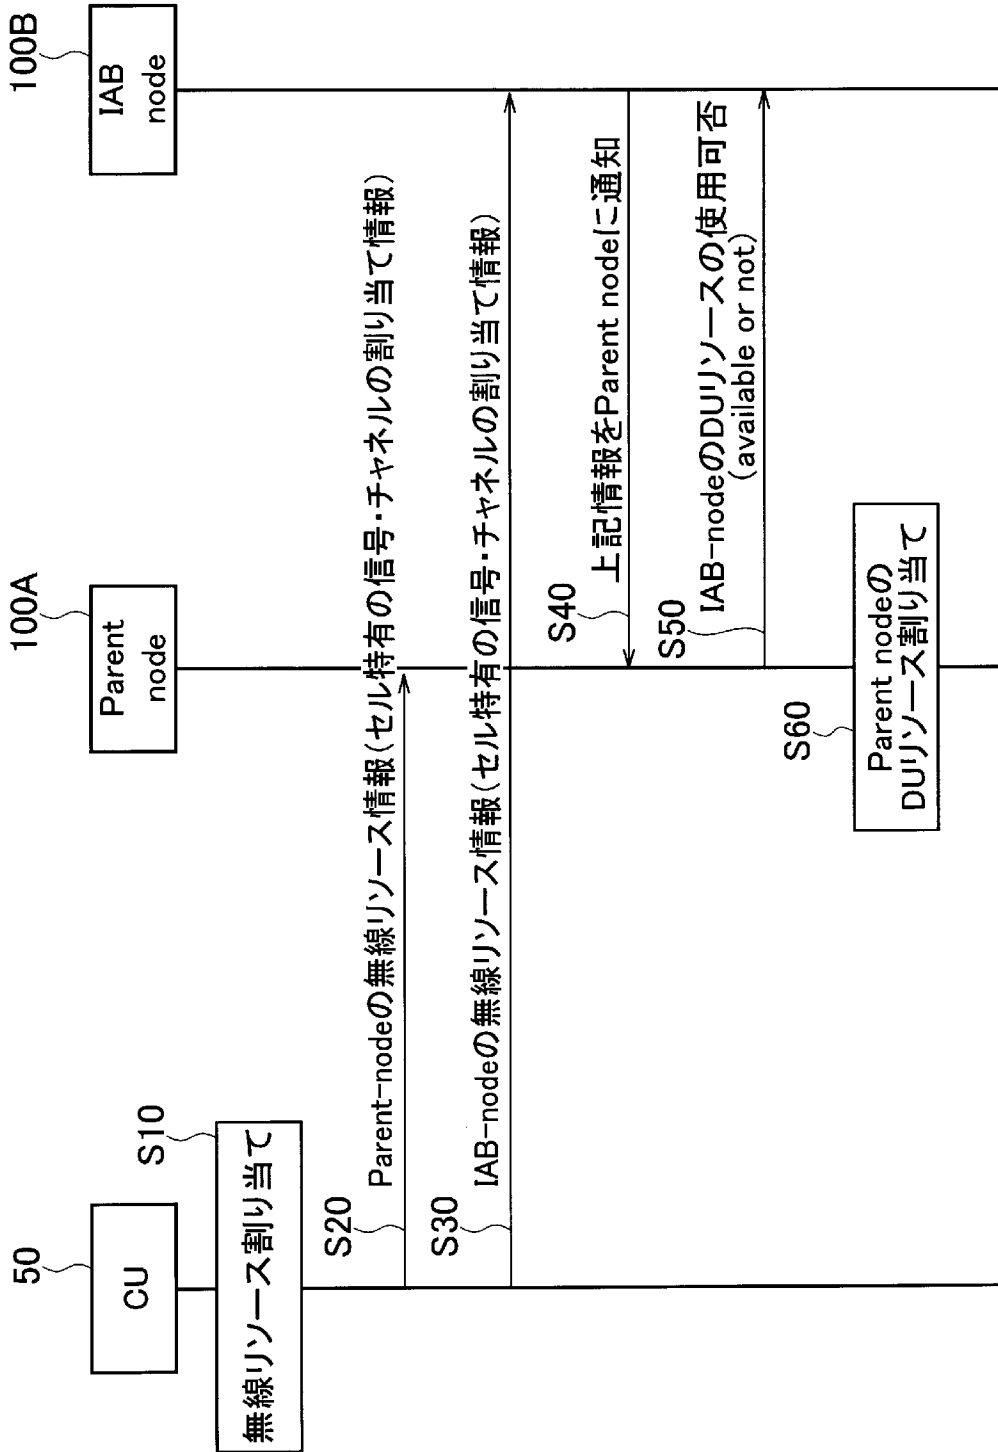 50
CU
100A
Parent
node
100B
IAB
node
S10
無線リソース割り当て
S20
Parent-nodeの無線リソース情報(セル特有の信号・チャネルの割り当て情報)
S30
IAB-nodeの無線リソース情報(セル特有の信号・チャネルの割り当て情報)
S40
上記情報をParent nodeに通知
S50
IAB-nodeのDUリソースの使用可否
(available or not)
S60
Parent nodeの
DUリソース割り当て